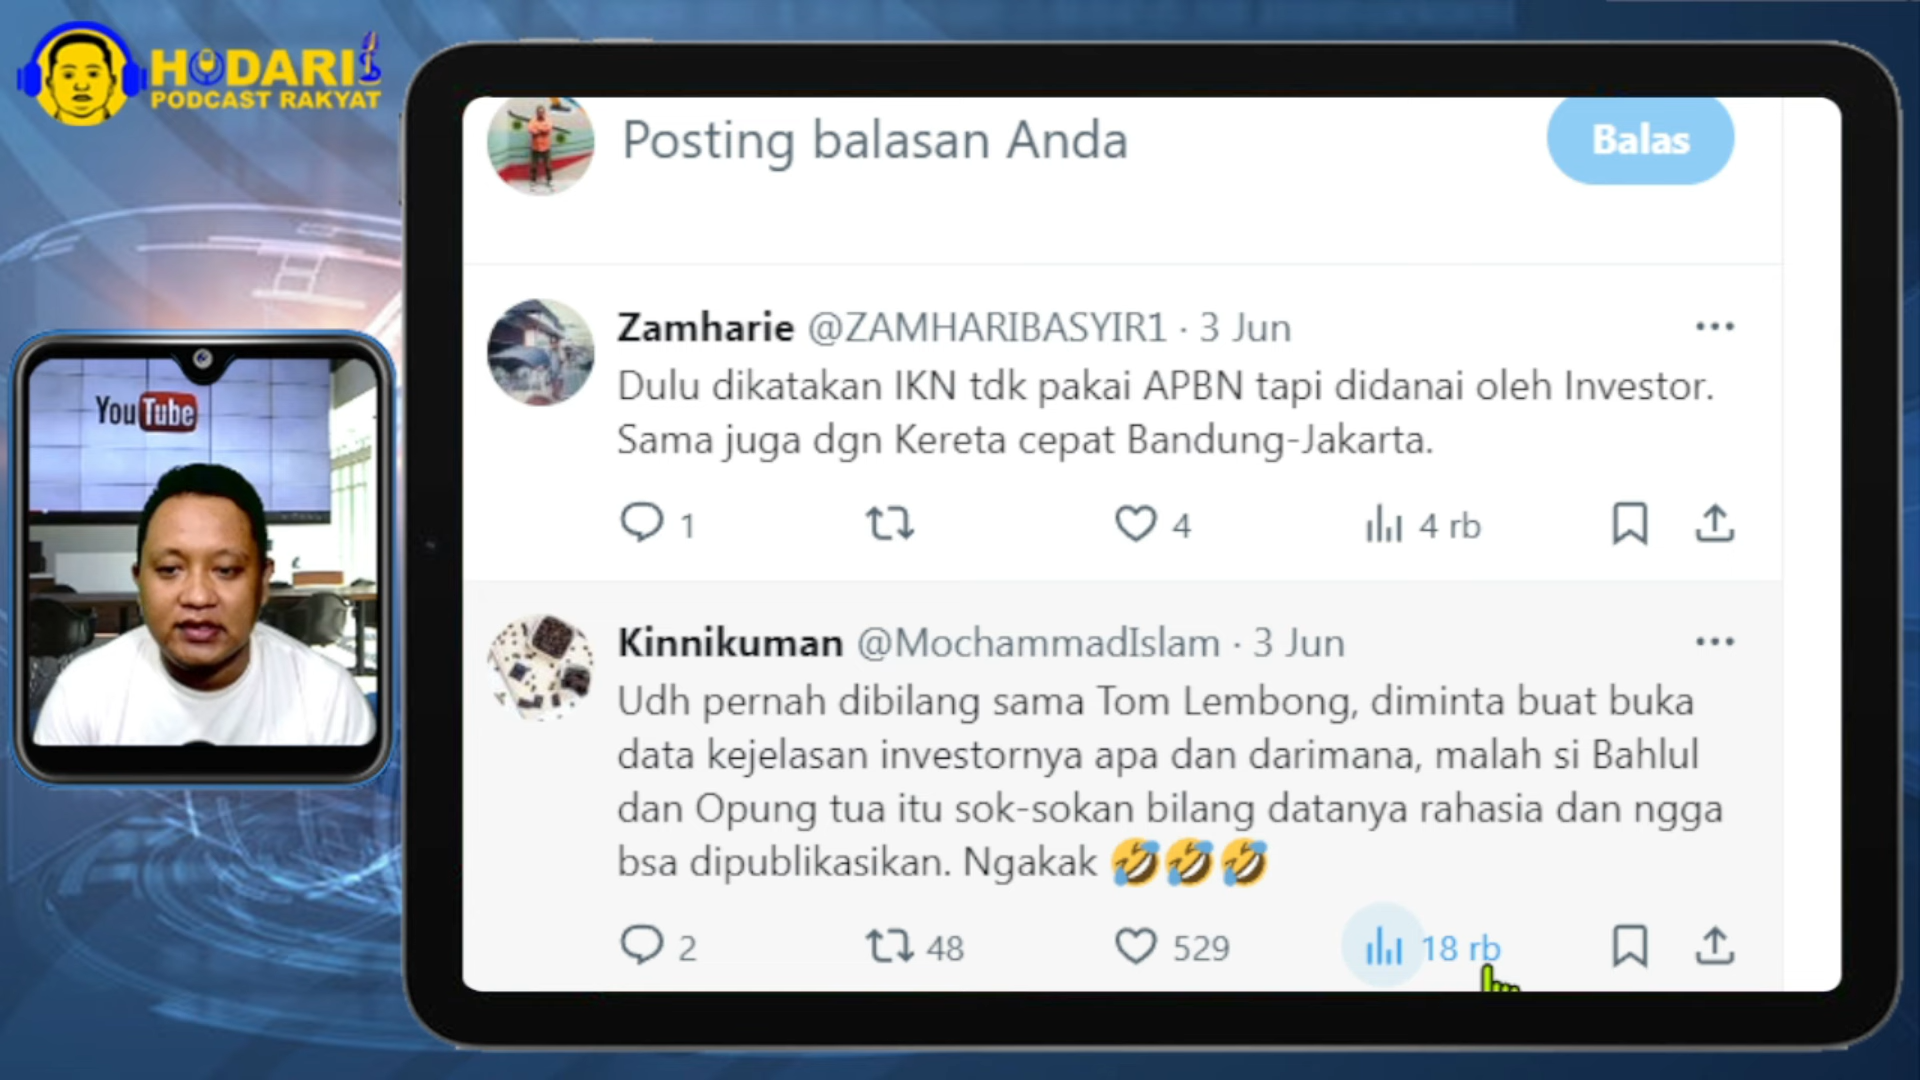 HODARI
PODCAST RAKYAT
YouTube
Posting balasan Anda
Balas
Zamharie @ZAMHARIBASYIR1 · 3 Jun
Dulu dikatakan IKN tdk pakai APBN tapi didanai oleh Investor.
Sama juga dgn Kereta cepat Bandung-Jakarta.
1 4 4 rb
Kinnikuman @MochammadIslam · 3 Jun
Udh pernah dibilang sama Tom Lembong, diminta buat buka
data kejelasan investornya apa dan darimana, malah si Bahlul
dan Opung tua itu sok-sokan bilang datanya rahasia dan ngga
bsa dipublikasikan. Ngakak 🤣🤣🤣
2 48 529 18 rb